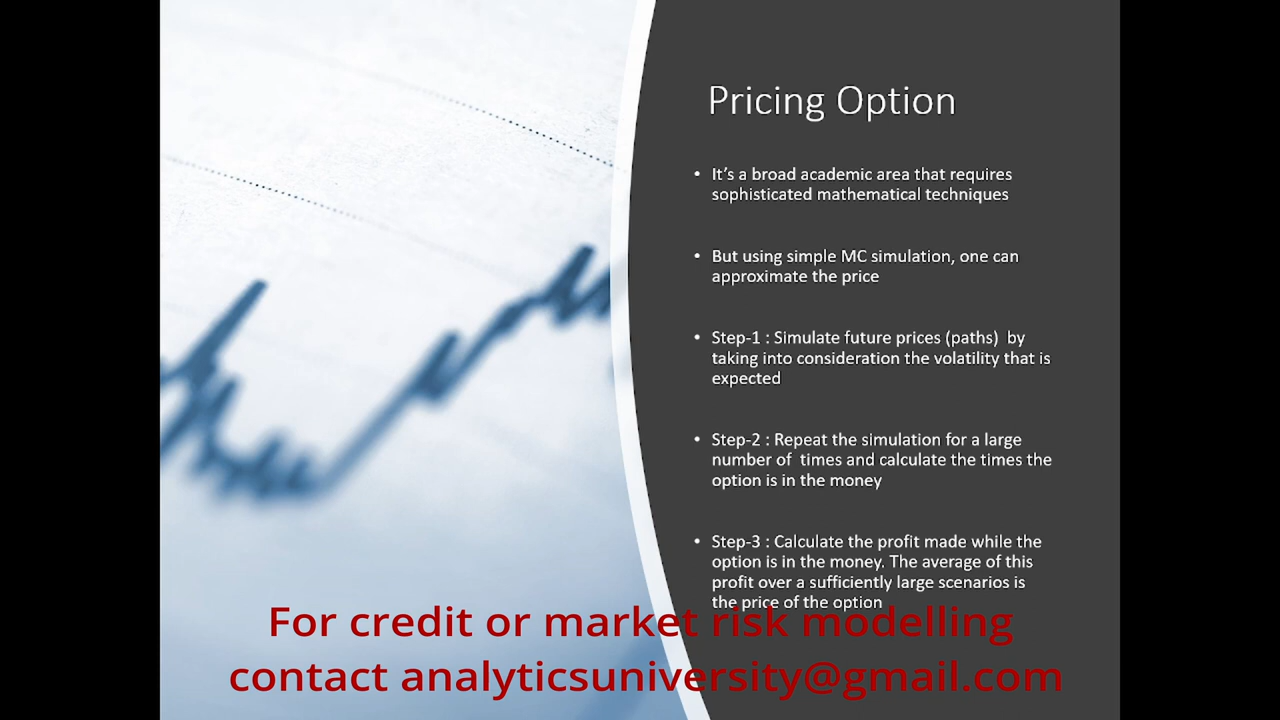 Pricing Option
• It's a broad academic area that requires
sophisticated mathematical techniques
• But using simple MC simulation, one can
approximate the price
• Step-1 : Simulate future prices (paths)  by
taking into consideration the volatility that is
expected
• Step-2 : Repeat the simulation for a large
number of  times and calculate the times the
option is in the money
• Step-3 : Calculate the profit made while the
option is in the money. The average of this
profit over a sufficiently large scenarios is
the price of the option
For credit or market risk modelling
contact analyticsuniversity@gmail.com